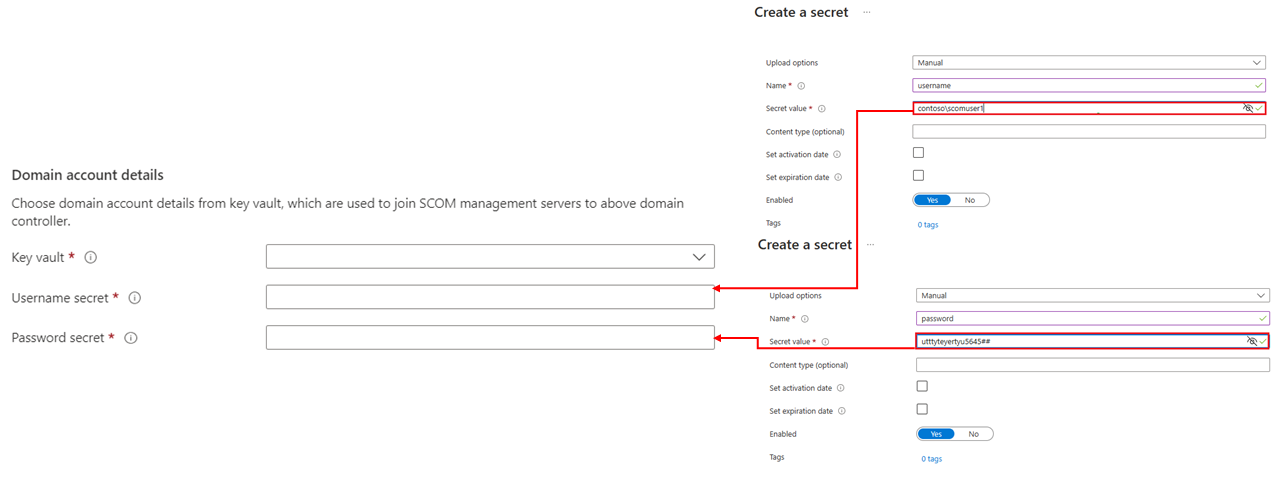 Domain account details
Choose domain account details from key vault, which are used to join SCOM management servers to above domain
controller.
Key vault *
Username secret *
Password secret *
Create a secret ...
Upload options Manual
Name * username
Secret value * contoso\scomuser1
Content type (optional)
Set activation date
Set expiration date
Enabled Yes No
Tags 0 tags
Create a secret ...
Upload options Manual
Name * password
Secret value * utttyteyertyu5645##
Content type (optional)
Set activation date
Set expiration date
Enabled Yes No
Tags 0 tags